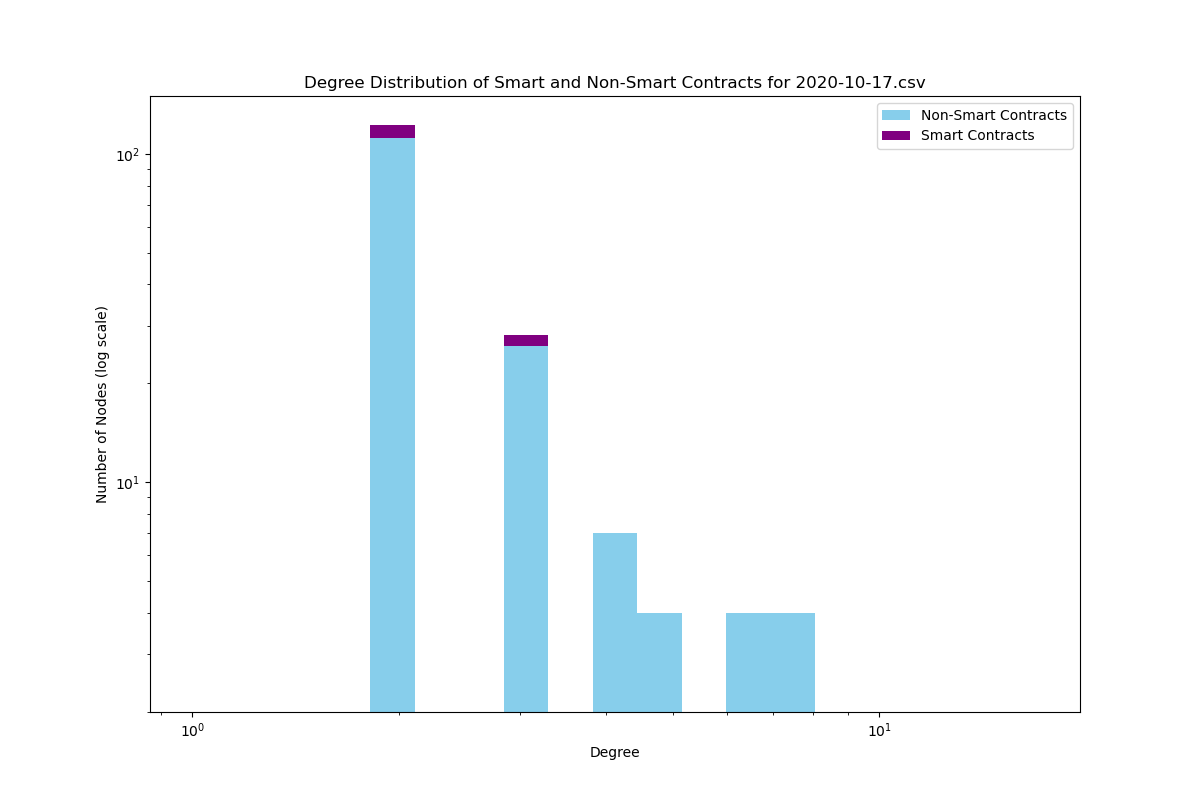 Degree Distribution of Smart and Non-Smart Contracts for 2020-10-17.csv
Non-Smart Contracts
Smart Contracts
Number of Nodes (log scale)
10²
10¹
10⁰
10¹
Degree